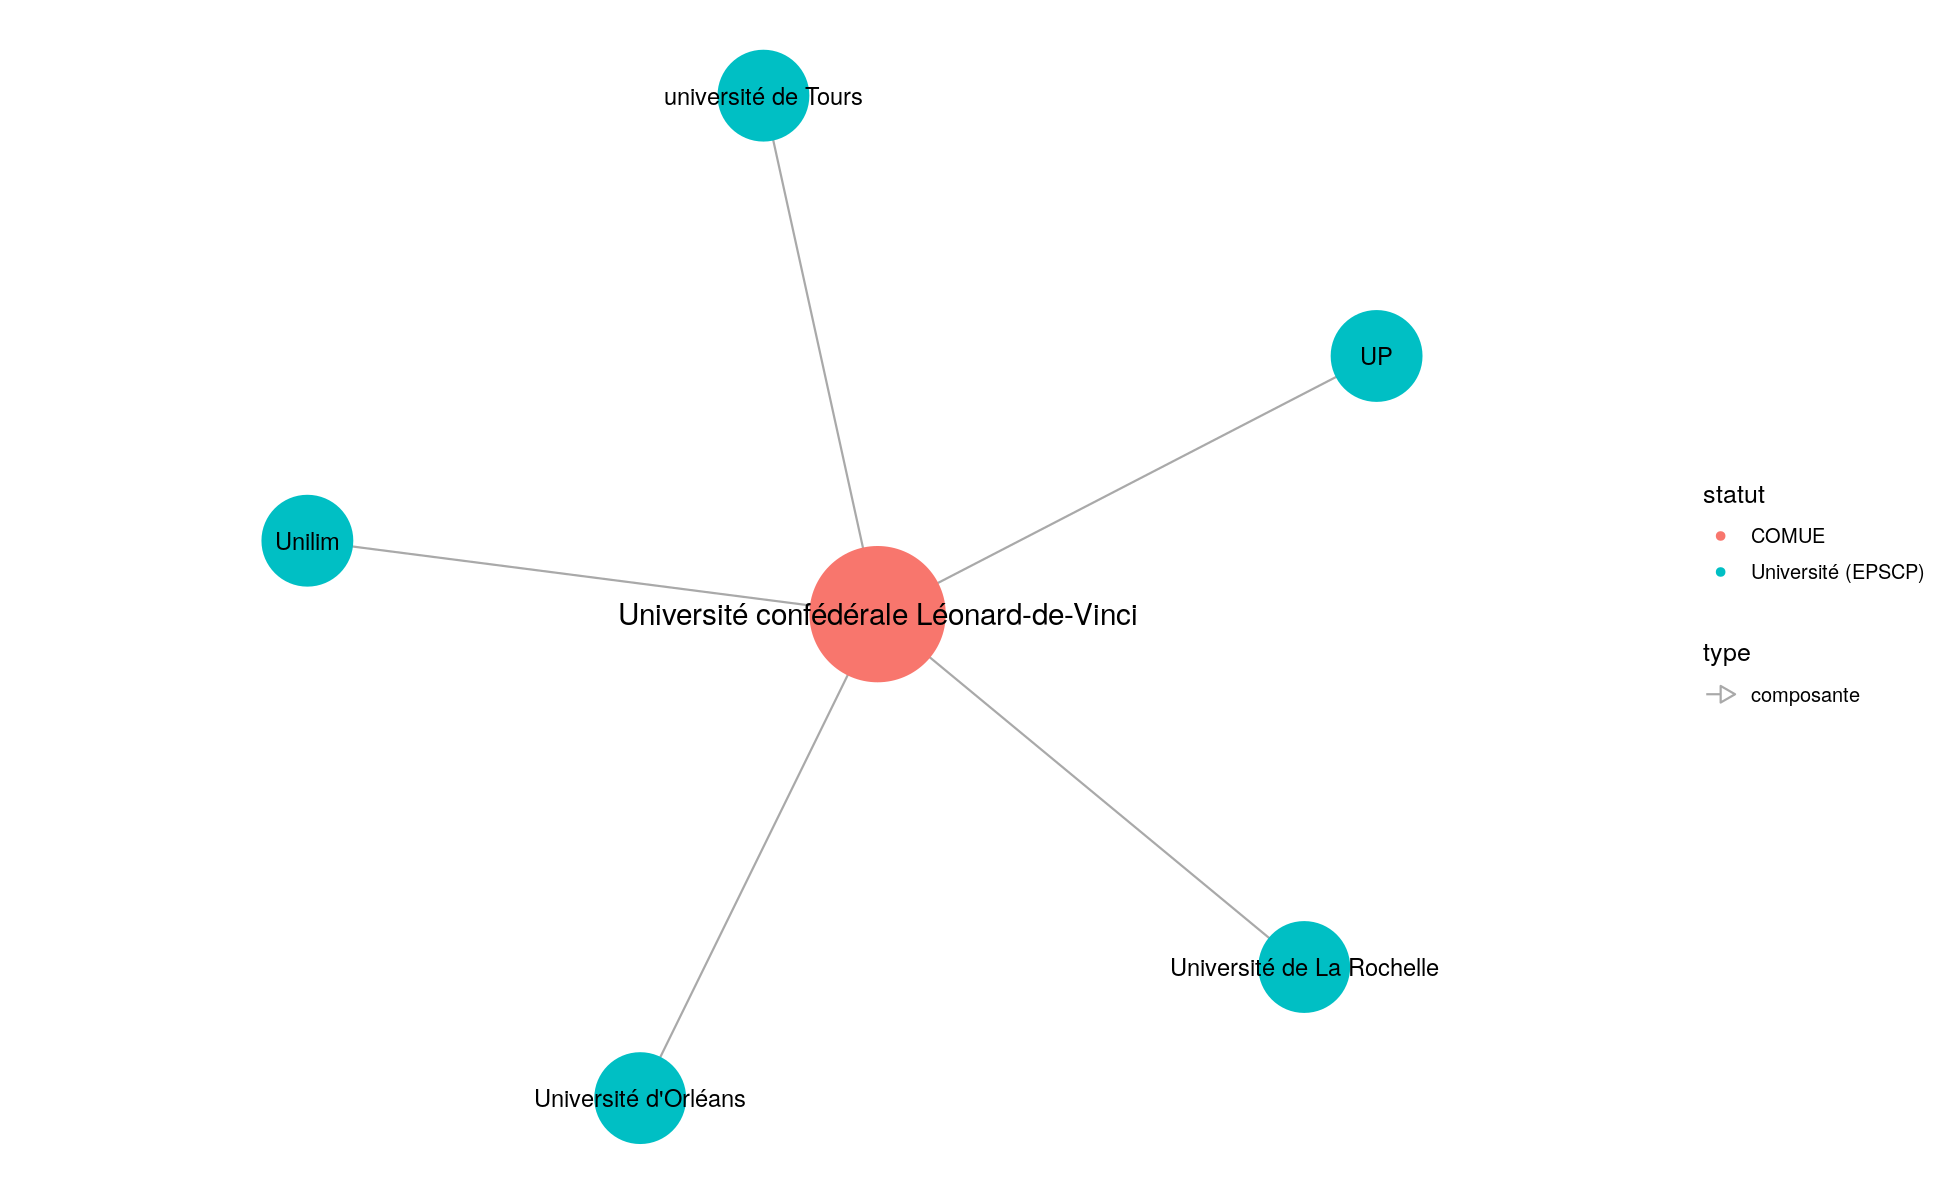 université de Tours
UP
Unilim
Université confédérale Léonard-de-Vinci
Université de La Rochelle
Université d'Orléans
statut
COMUE
Université (EPSCP)
type
composante